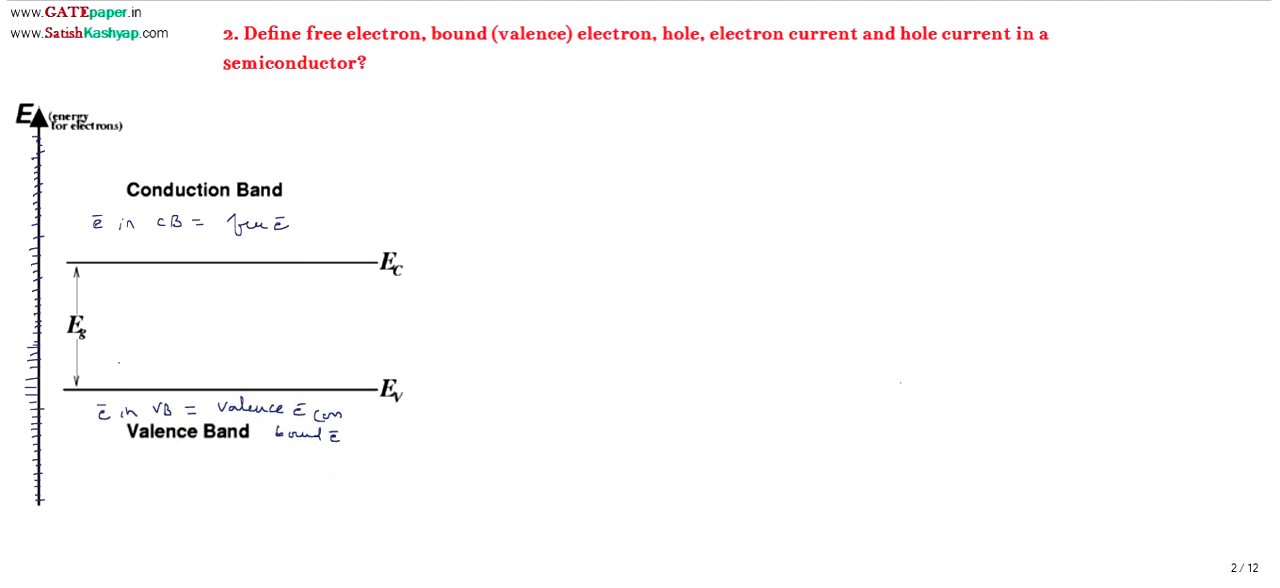 www.GATEpaper.in
www.SatishKashyap.com
2. Define free electron, bound (valence) electron, hole, electron current and hole current in a
semiconductor?
E (energy
for electrons)
Conduction Band
ē in CB = free ē
Ec
Eg
Ev
ē in VB = valence ē (or)
Valence Band bound ē
2 / 12